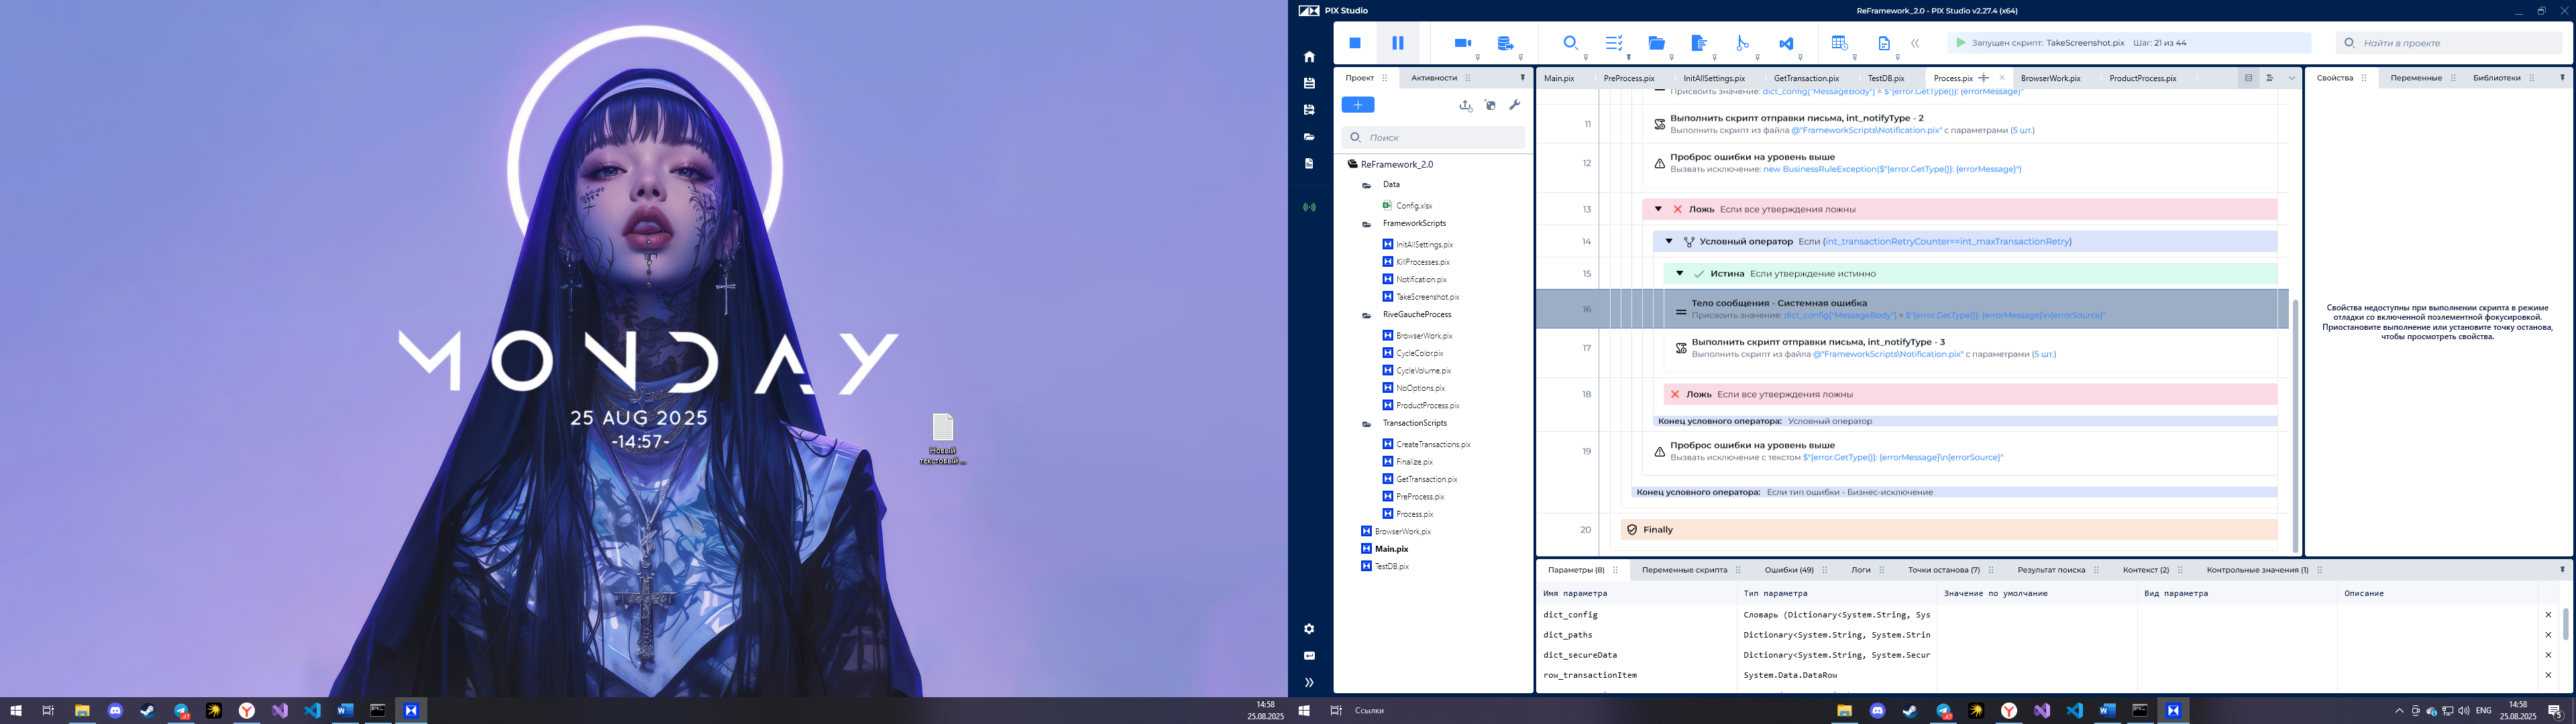 MONDAY
25 AUG 2025
-14:57-
Новый
текстовый ...
14:58
25.08.2025
PIX Studio
ReFramework_2.0 - PIX Studio v2.27.4 (x64)
Запущен скрипт: TakeScreenshot.pix Шаг: 21 из 44
Найти в проекте
Проект
Активности
Поиск
ReFramework_2.0
Data
Config.xlsx
FrameworkScripts
InitAllSettings.pix
KillProcesses.pix
Notification.pix
TakeScreenshot.pix
RiveGaucheProcess
BrowserWork.pix
CycleColor.pix
CycleVolume.pix
NoOptions.pix
ProductProcess.pix
TransactionScripts
CreateTransactions.pix
Finalize.pix
GetTransaction.pix
PreProcess.pix
Process.pix
BrowserWork.pix
Main.pix
TestDB.pix
Main.pix PreProcess.pix InitAllSettings.pix GetTransaction.pix TestDB.pix Process.pix BrowserWork.pix ProductProcess.pix
Присвоить значение: dict_config["MessageBody"] = $"{error.GetType()}: {errorMessage}"
11
Выполнить скрипт отправки письма, int_notifyType - 2
Выполнить скрипт из файла @"FrameworkScripts\Notification.pix" с параметрами (5 шт.)
12
Проброс ошибки на уровень выше
Вызвать исключение: new BusinessRuleException($"{error.GetType()}: {errorMessage}")
13 Ложь Если все утверждения ложны
14 Условный оператор Если (int_transactionRetryCounter==int_maxTransactionRetry)
15 Истина Если утверждение истинно
16
Тело сообщения - Системная ошибка
Присвоить значение: dict_config["MessageBody"] = $"{error.GetType()}: {errorMessage}\n{errorSource}"
17
Выполнить скрипт отправки письма, int_notifyType - 3
Выполнить скрипт из файла @"FrameworkScripts\Notification.pix" с параметрами (5 шт.)
18 Ложь Если все утверждения ложны
Конец условного оператора: Условный оператор
19
Проброс ошибки на уровень выше
Вызвать исключение с текстом $"{error.GetType()}: {errorMessage}\n{errorSource}"
Конец условного оператора: Если тип ошибки - Бизнес-исключение
20 Finally
Свойства Переменные Библиотеки
Свойства недоступны при выполнении скрипта в режиме
отладки со включенной поэлементной фокусировкой.
Приостановите выполнение или установите точку останова,
чтобы просмотреть свойства.
Параметры (8) Переменные скрипта Ошибки (49) Логи Точки останова (7) Результат поиска Контекст (2) Контрольные значения (1)
Имя параметра Тип параметра Значение по умолчанию Вид параметра Описание
dict_config Словарь (Dictionary<System.String, Sys
dict_paths Dictionary<System.String, System.Strin
dict_secureData Dictionary<System.String, System.Secur
row_transactionItem System.Data.DataRow
Ссылки
ENG
14:58
25.08.2025